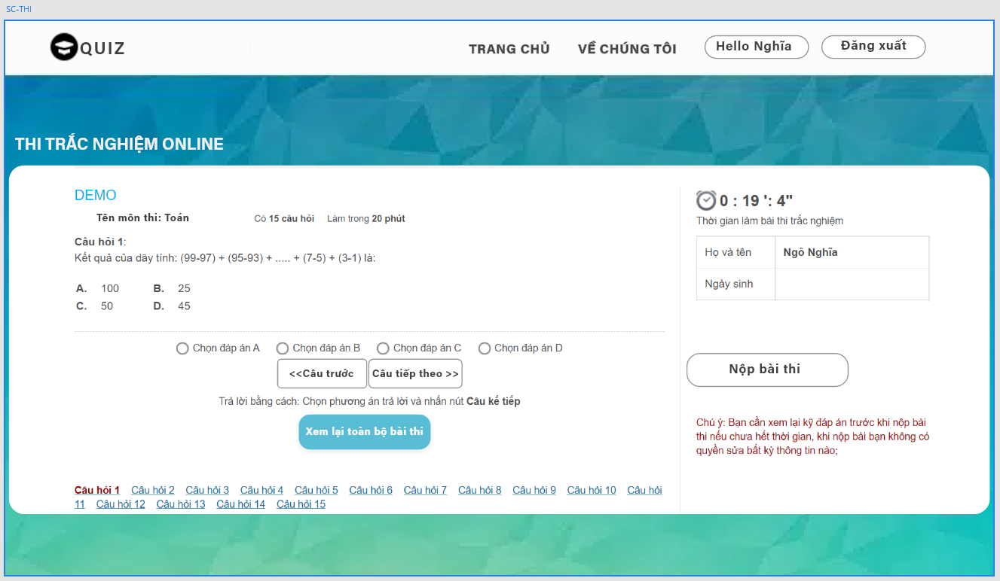 SC-THI
QUIZ
TRANG CHỦ
VỀ CHÚNG TÔI
Hello Nghĩa
Đăng xuất
THI TRẮC NGHIỆM ONLINE
DEMO
Tên môn thi: Toán
Có 15 câu hỏi
Làm trong 20 phút
Câu hỏi 1:
Kết quả của dãy tính: (99-97) + (95-93) + ..... + (7-5) + (3-1) là:
A. 100 B. 25
C. 50 D. 45
Chọn đáp án A Chọn đáp án B Chọn đáp án C Chọn đáp án D
<<Câu trước Câu tiếp theo >>
Trả lời bằng cách: Chọn phương án trả lời và nhấn nút Câu kế tiếp
Xem lại toàn bộ bài thi
Câu hỏi 1 Câu hỏi 2 Câu hỏi 3 Câu hỏi 4 Câu hỏi 5 Câu hỏi 6 Câu hỏi 7 Câu hỏi 8 Câu hỏi 9 Câu hỏi 10 Câu hỏi
11 Câu hỏi 12 Câu hỏi 13 Câu hỏi 14 Câu hỏi 15
0 : 19 ': 4"
Thời gian làm bài thi trắc nghiệm
Họ và tên Ngô Nghĩa
Ngày sinh
Nộp bài thi
Chú ý: Bạn cần xem lại kỹ đáp án trước khi nộp bài
thi nếu chưa hết thời gian, khi nộp bài bạn không có
quyền sửa bất kỳ thông tin nào;